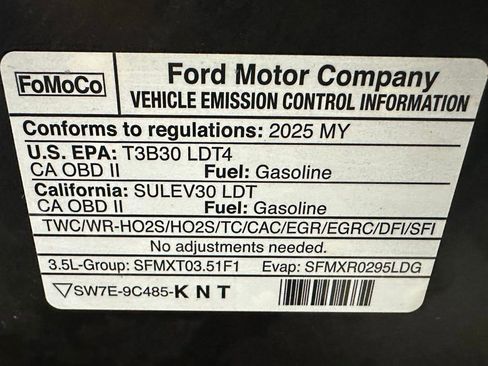 FoMoCo
Ford Motor Company
VEHICLE EMISSION CONTROL INFORMATION
Conforms to regulations: 2025 MY
U.S. EPA: T3B30 LDT4
CA OBD II Fuel: Gasoline
California: SULEV30 LDT
CA OBD II Fuel: Gasoline
TWC/WR-HO2S/HO2S/TC/CAC/EGR/EGRC/DFI/SFI
No adjustments needed.
3.5L-Group: SFMXT03.51F1 Evap: SFMXR0295LDG
SW7E-9C485-KNT